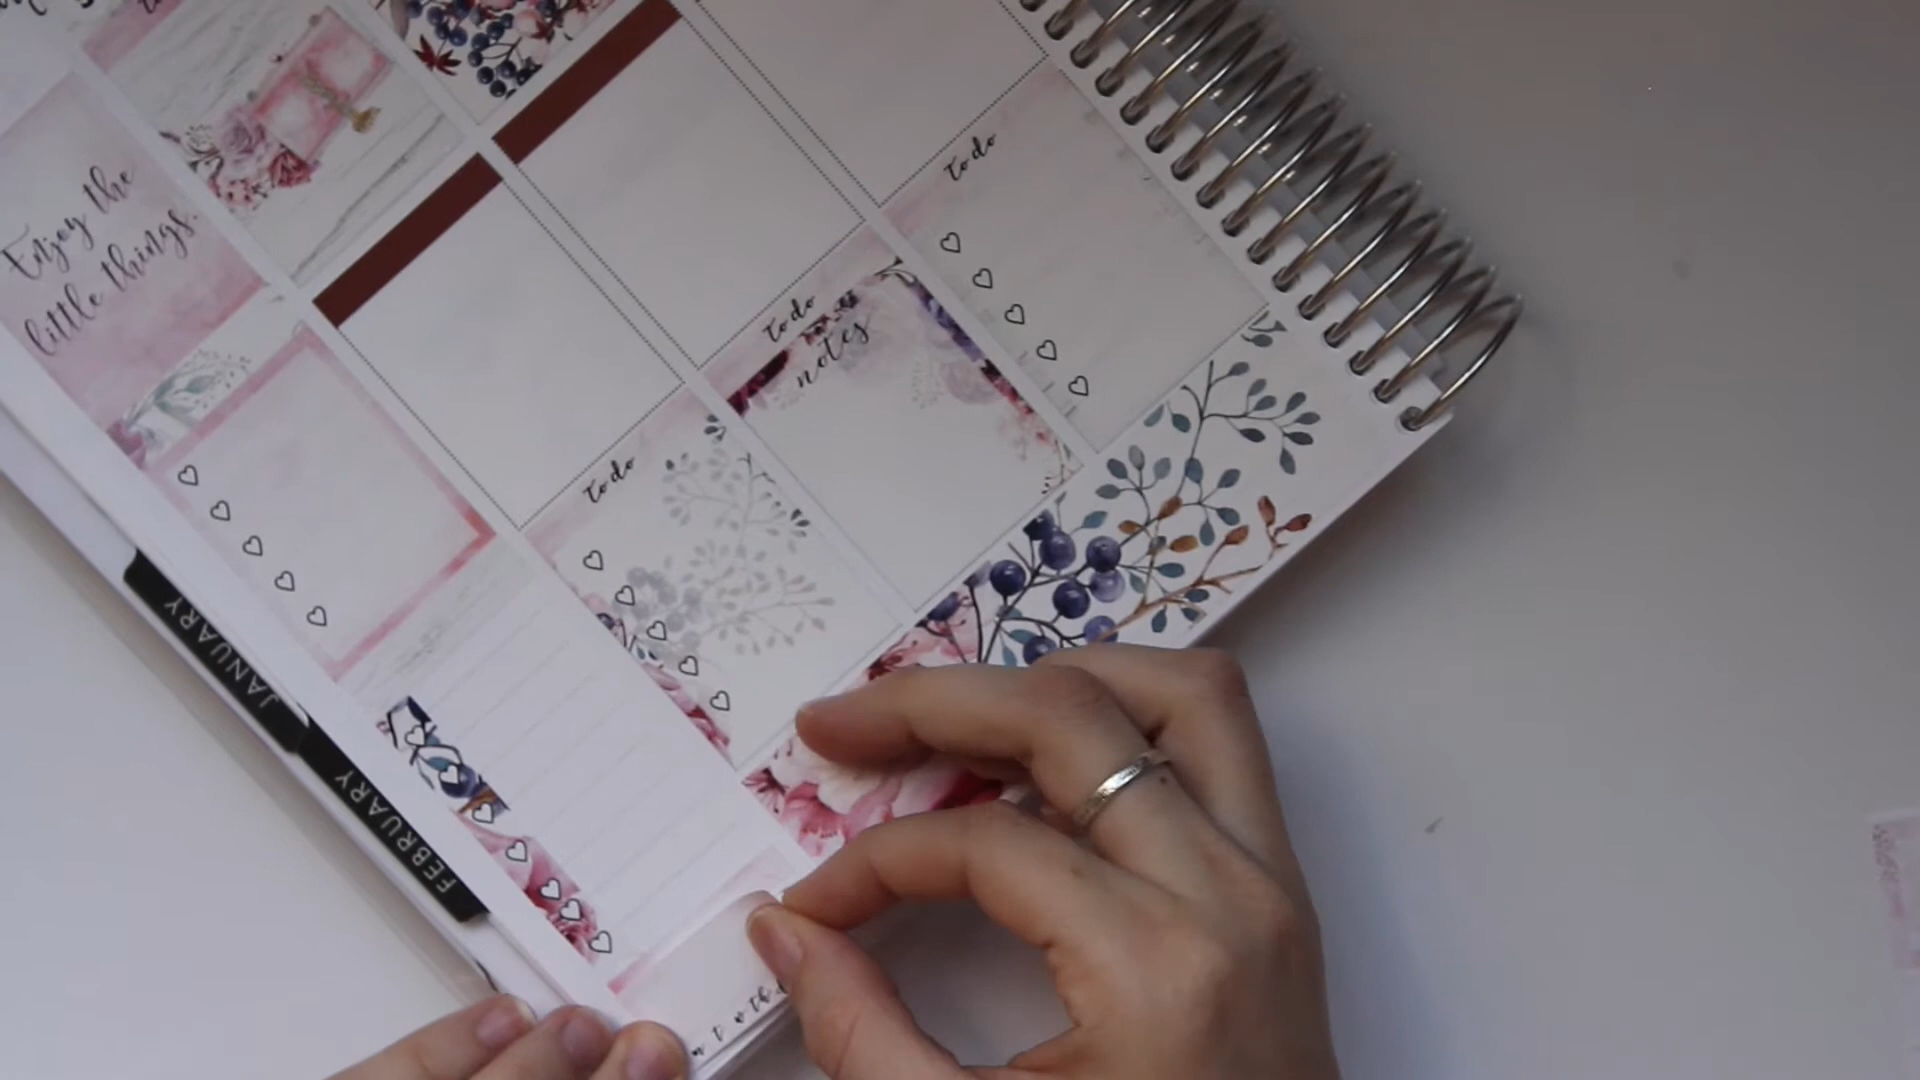 Enjoy the
little things.
To do
To do
notes
To do
JANUARY
FEBRUARY